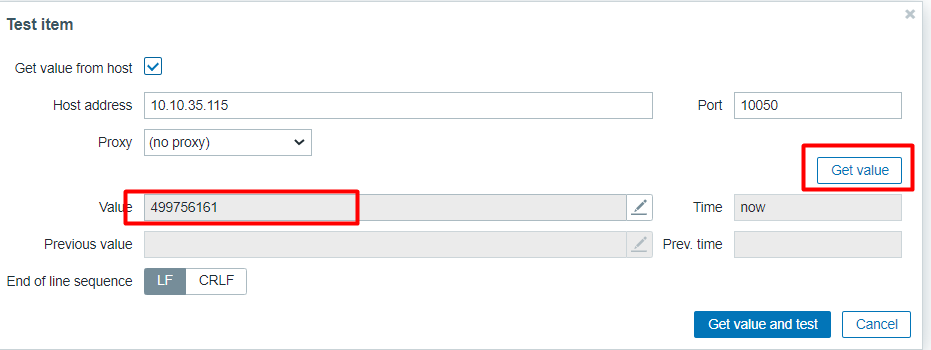 Test item
Get value from host
Host address 10.10.35.115 Port 10050
Proxy (no proxy)
Get value
Value 499756161 Time now
Previous value Prev. time
End of line sequence LF CRLF
Get value and test Cancel